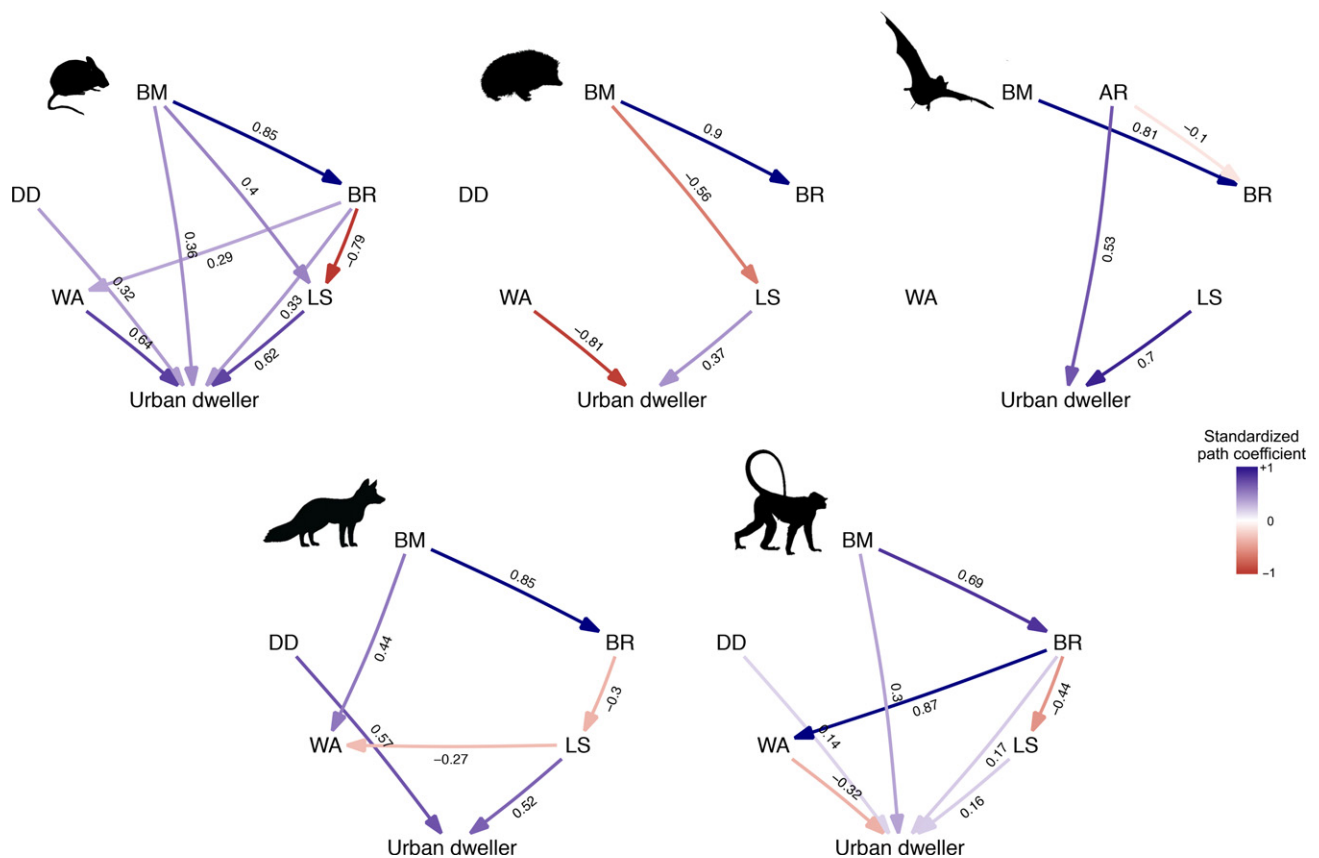 BM
0.85
0.4
DD
BR
0.36
−0.79
0.29
0.32
WA
LS
0.33
0.64
0.62
Urban dweller
BM
0.9
−0.56
DD
BR
WA
LS
−0.81
0.37
Urban dweller
BM
AR
0.81
−0.1
BR
0.53
WA
LS
0.7
Urban dweller
Standardized
path coefficient
+1
0
−1
BM
0.85
DD
0.44
BR
−0.3
0.57
WA
LS
−0.27
0.52
Urban dweller
BM
0.69
DD
BR
0.3
−0.44
0.87
0.14
WA
LS
0.17
−0.32
0.16
Urban dweller